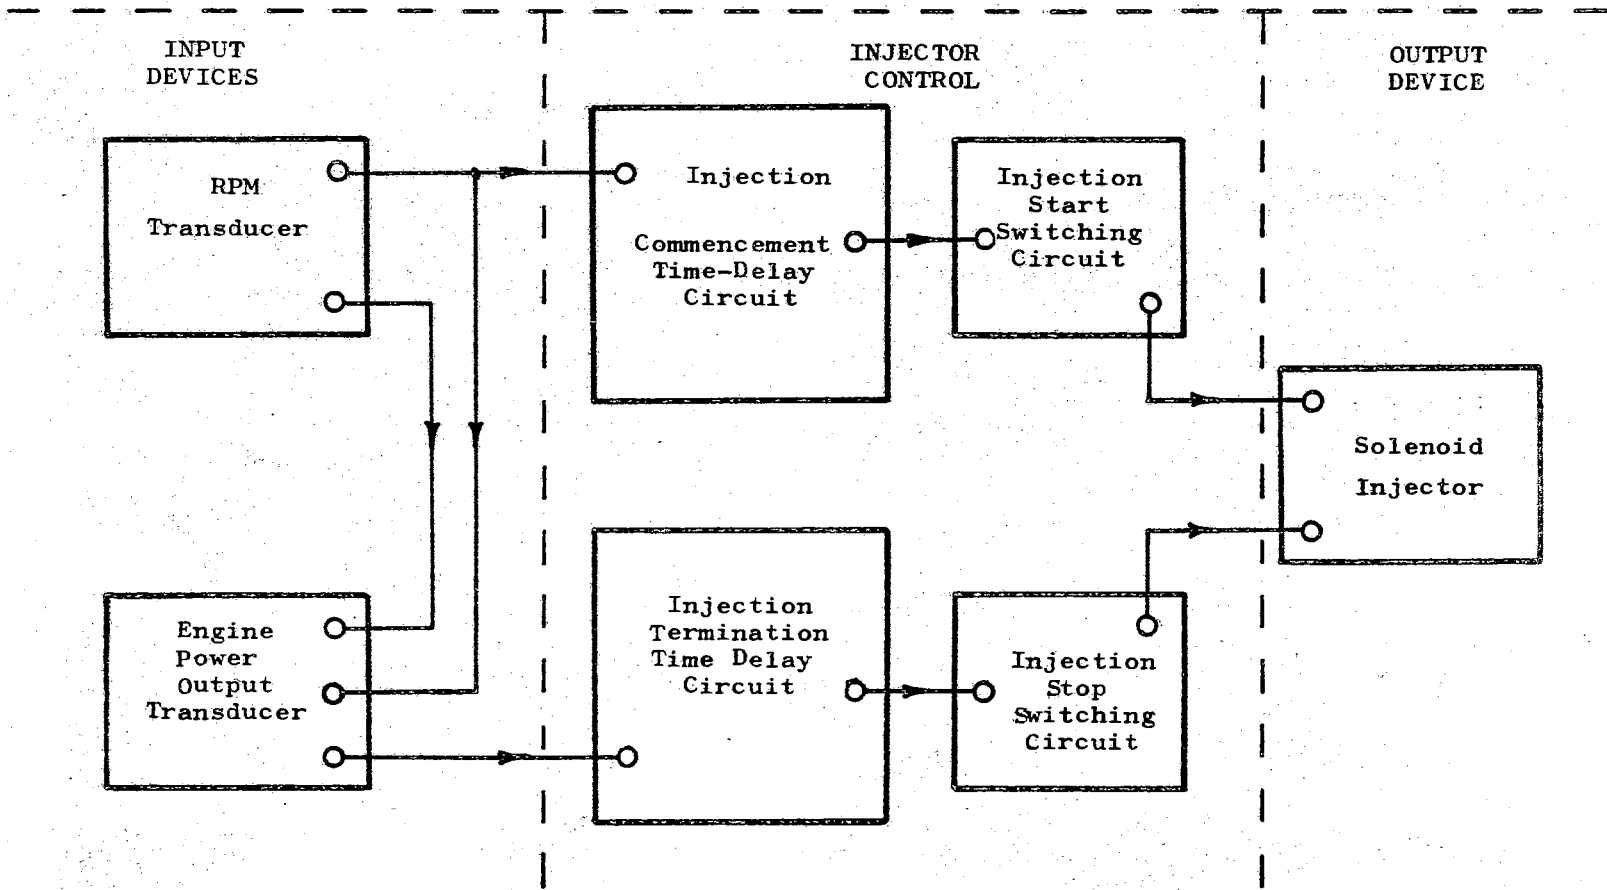 INPUT
DEVICES
INJECTOR
CONTROL
OUTPUT
DEVICE
RPM
Transducer
Injection
Commencement
Time-Delay
Circuit
Injection
Start
Switching
Circuit
Solenoid
Injector
Engine
Power
Output
Transducer
Injection
Termination
Time Delay
Circuit
Injection
Stop
Switching
Circuit